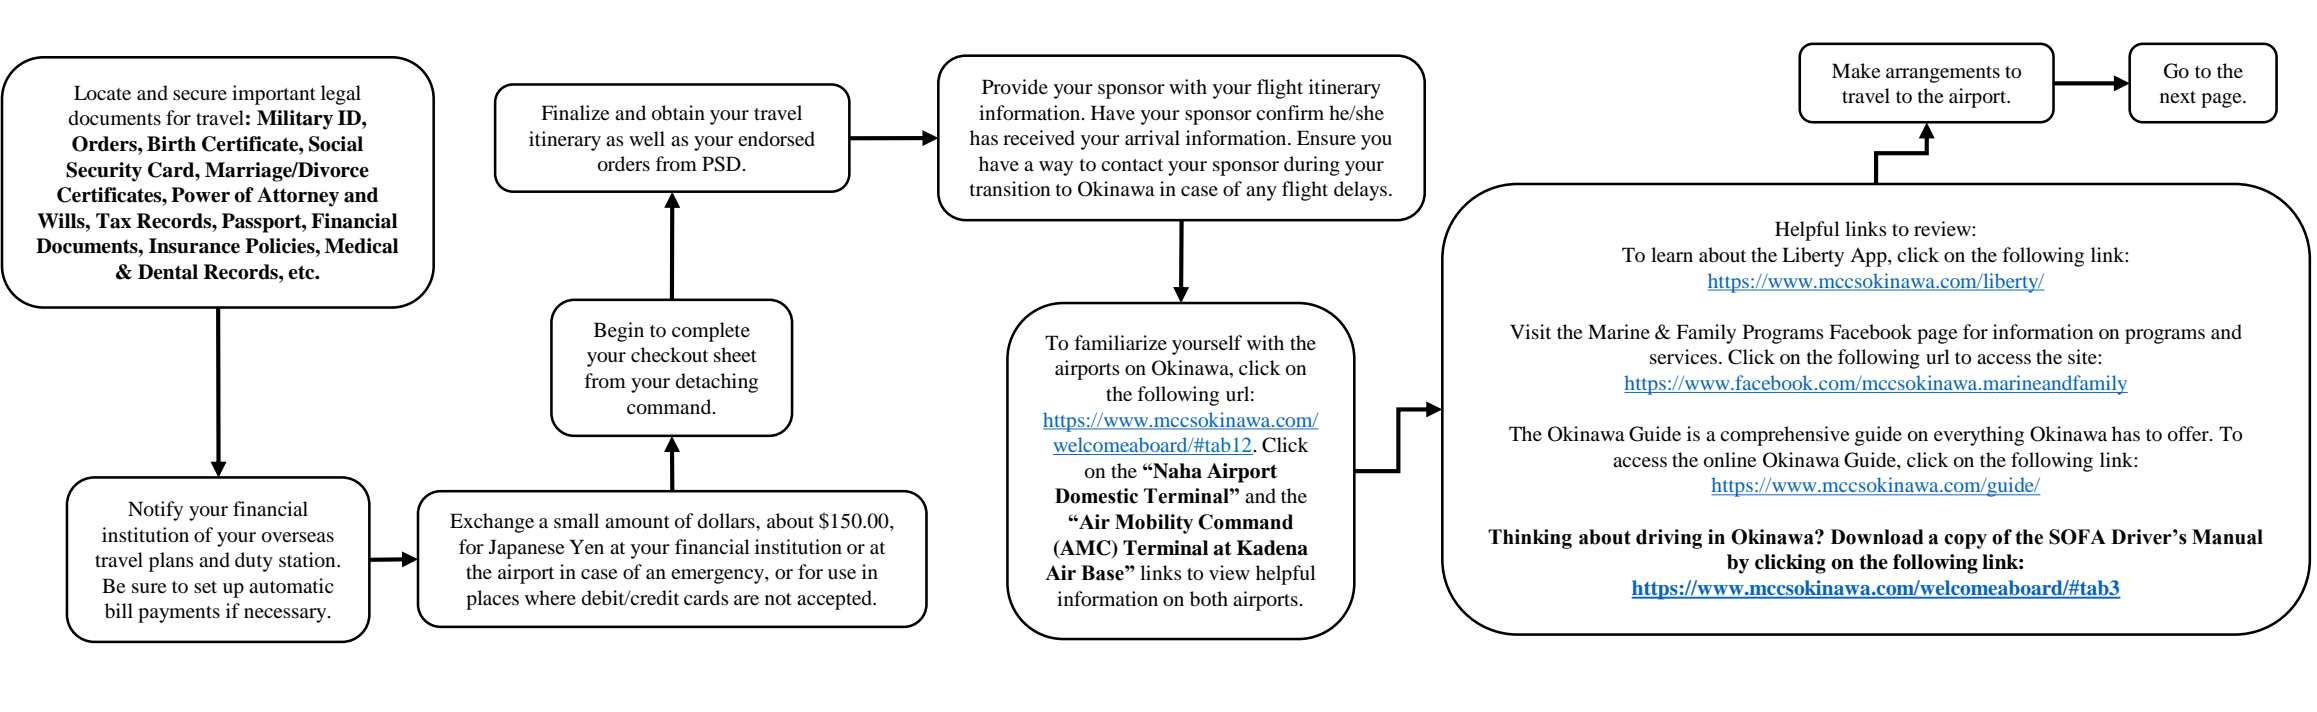 Locate and secure important legal
documents for travel: Military ID,
Orders, Birth Certificate, Social
Security Card, Marriage/Divorce
Certificates, Power of Attorney and
Wills, Tax Records, Passport, Financial
Documents, Insurance Policies, Medical
& Dental Records, etc.
Notify your financial
institution of your overseas
travel plans and duty station.
Be sure to set up automatic
bill payments if necessary.
Exchange a small amount of dollars, about $150.00,
for Japanese Yen at your financial institution or at
the airport in case of an emergency, or for use in
places where debit/credit cards are not accepted.
Begin to complete
your checkout sheet
from your detaching
command.
Finalize and obtain your travel
itinerary as well as your endorsed
orders from PSD.
Provide your sponsor with your flight itinerary
information. Have your sponsor confirm he/she
has received your arrival information. Ensure you
have a way to contact your sponsor during your
transition to Okinawa in case of any flight delays.
To familiarize yourself with the
airports on Okinawa, click on
the following url:
https://www.mccsokinawa.com/
welcomeaboard/#tab12. Click
on the “Naha Airport
Domestic Terminal” and the
“Air Mobility Command
(AMC) Terminal at Kadena
Air Base” links to view helpful
information on both airports.
Helpful links to review:
To learn about the Liberty App, click on the following link:
https://www.mccsokinawa.com/liberty/
Visit the Marine & Family Programs Facebook page for information on programs and
services. Click on the following url to access the site:
https://www.facebook.com/mccsokinawa.marineandfamily
The Okinawa Guide is a comprehensive guide on everything Okinawa has to offer. To
access the online Okinawa Guide, click on the following link:
https://www.mccsokinawa.com/guide/
Thinking about driving in Okinawa? Download a copy of the SOFA Driver’s Manual
by clicking on the following link:
https://www.mccsokinawa.com/welcomeaboard/#tab3
Make arrangements to
travel to the airport.
Go to the
next page.